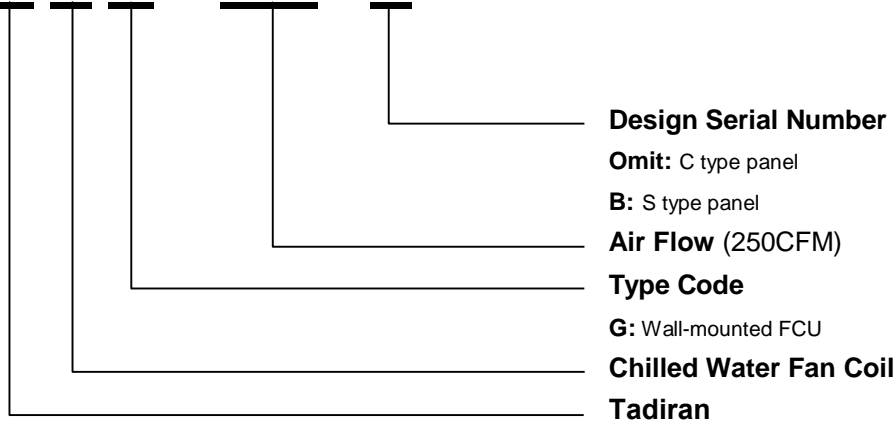 Design Serial Number
Omit: C type panel
B: S type panel
Air Flow (250CFM)
Type Code
G: Wall-mounted FCU
Chilled Water Fan Coil
Tadiran